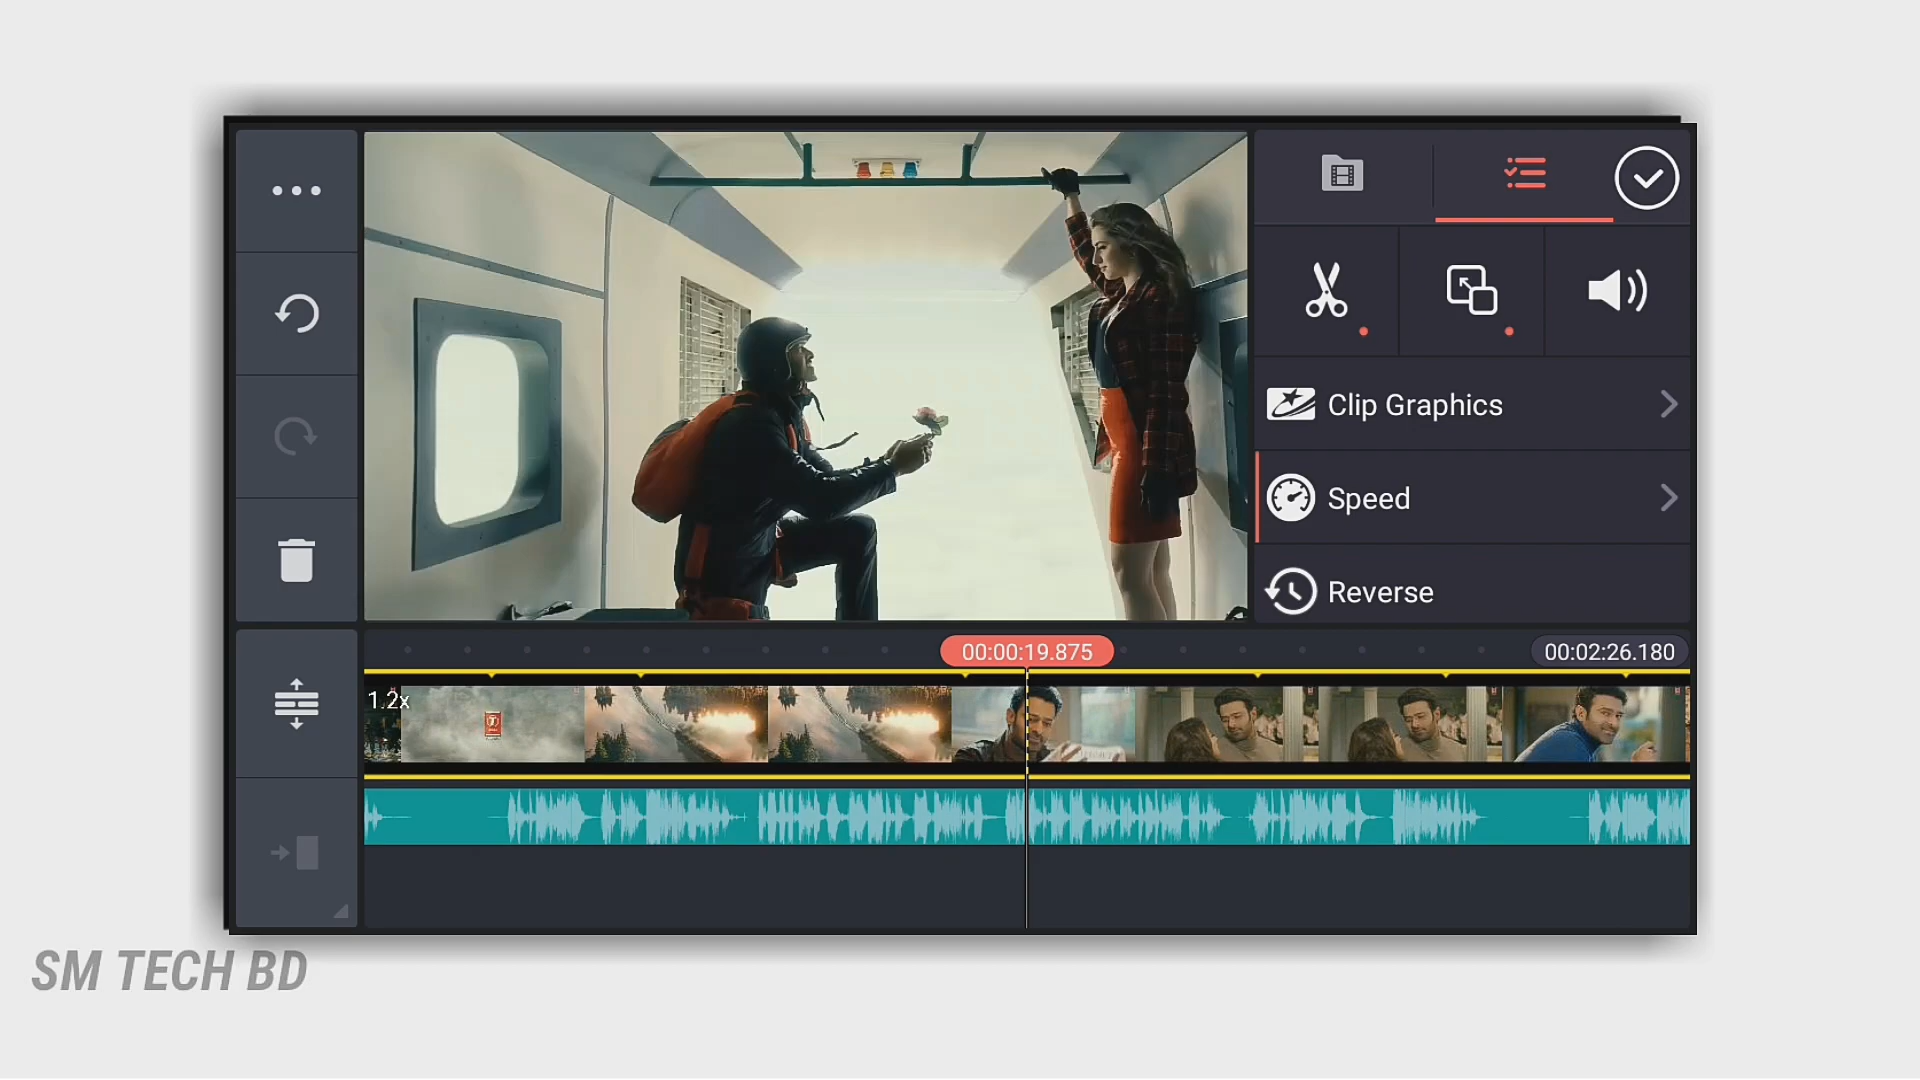 Clip Graphics
Speed
Reverse
00:00:19.875
00:02:26.180
1.2x
SM TECH BD